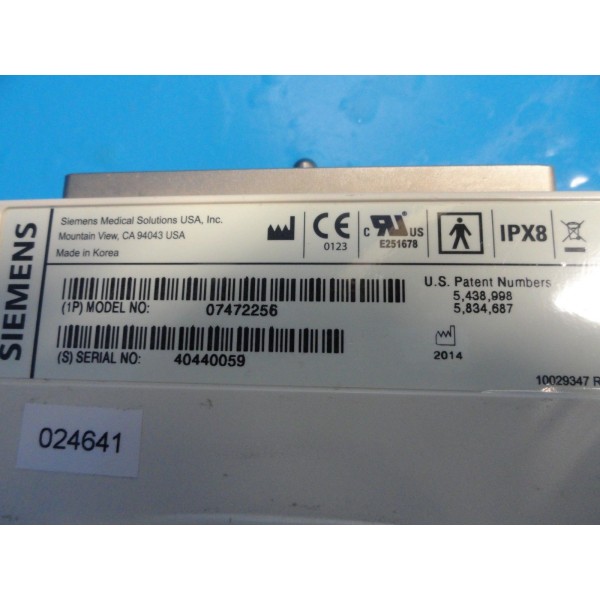 SIEMENS
Siemens Medical Solutions USA, Inc.
Mountain View, CA 94043 USA
Made in Korea
CE
0123
C UL US
E251678
IPX8
(1P) MODEL NO: 07472256
(S) SERIAL NO: 40440059
U.S. Patent Numbers
5,438,998
5,834,687
2014
10029347 R
024641